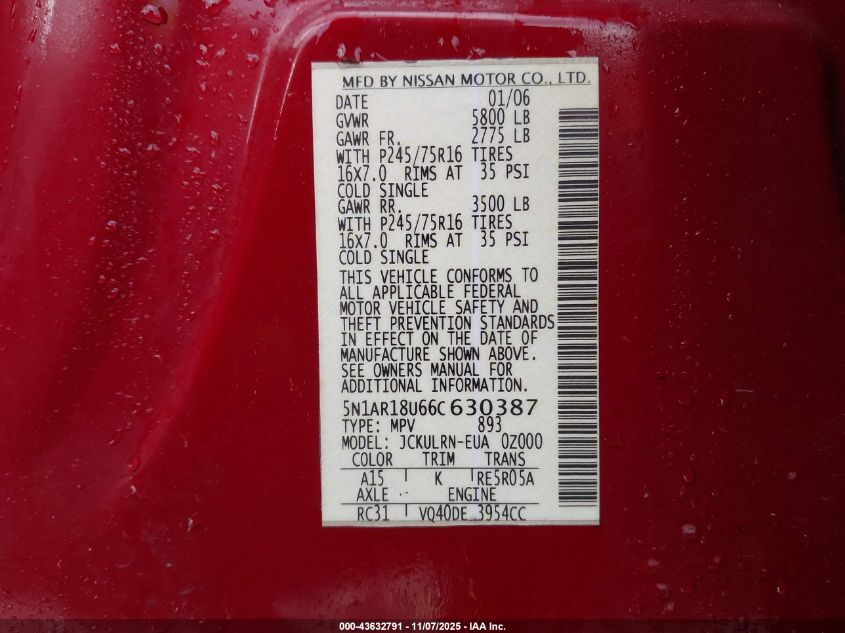 MFD BY NISSAN MOTOR CO., LTD.
DATE 01/06
GVWR 5800 LB
GAWR FR. 2775 LB
WITH P245/75R16 TIRES
16X7.0 RIMS AT 35 PSI
COLD SINGLE
GAWR RR. 3500 LB
WITH P245/75R16 TIRES
16X7.0 RIMS AT 35 PSI
COLD SINGLE
THIS VEHICLE CONFORMS TO
ALL APPLICABLE FEDERAL
MOTOR VEHICLE SAFETY AND
THEFT PREVENTION STANDARDS
IN EFFECT ON THE DATE OF
MANUFACTURE SHOWN ABOVE.
SEE OWNERS MANUAL FOR
ADDITIONAL INFORMATION.
5N1AR18U66C630387
TYPE: MPV 893
MODEL: JCKULRN-EUA 0Z000
COLOR TRIM TRANS
A15 K RE5R05A
AXLE ENGINE
RC31 VQ40DE 3954CC
000-43632791 - 11/07/2025 - IAA Inc.